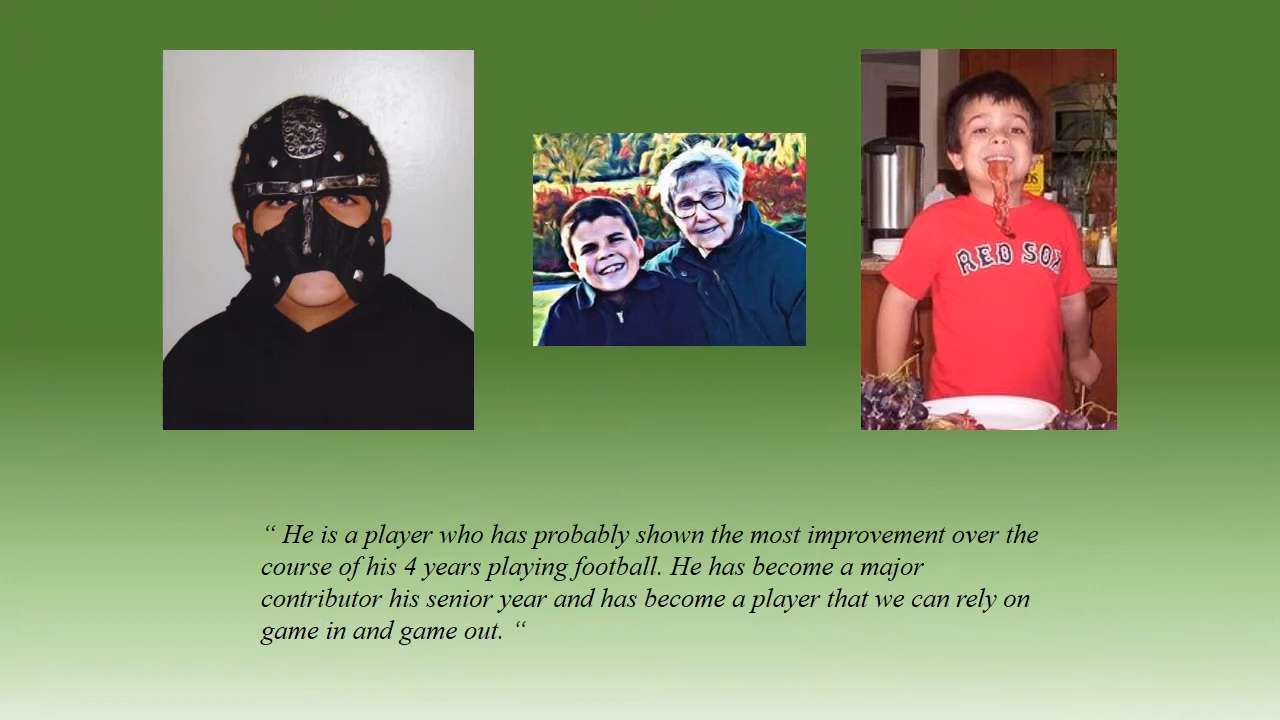 RED SOX
“ He is a player who has probably shown the most improvement over the
course of his 4 years playing football. He has become a major
contributor his senior year and has become a player that we can rely on
game in and game out. “